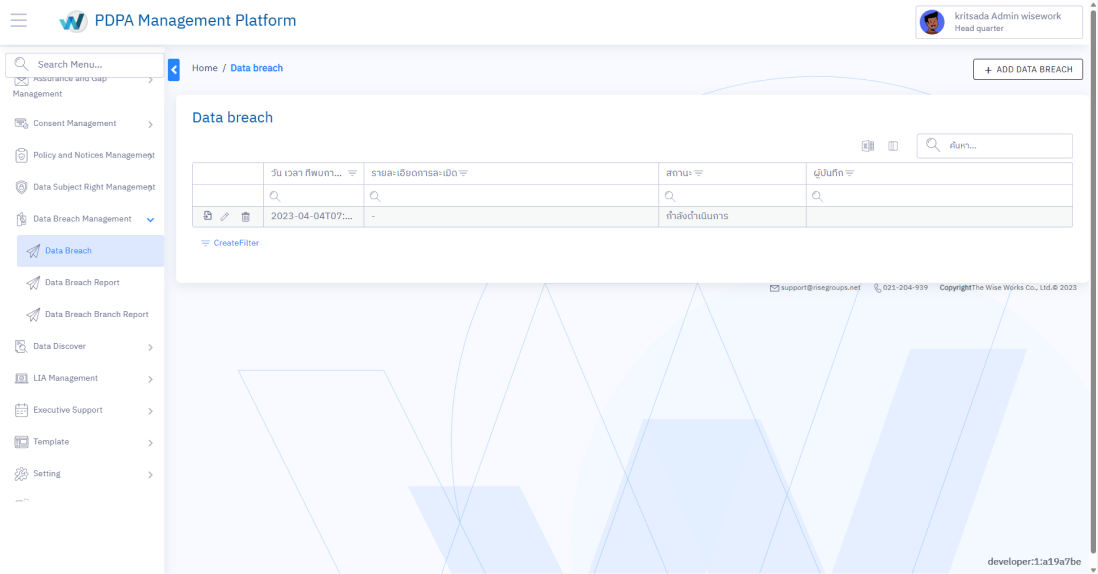 PDPA Management Platform
kritsada Admin wisework
Head quarter
Search Menu...
Assurance and Gap
Management
Consent Management
Policy and Notices Management
Data Subject Right Management
Data Breach Management
Data Breach
Data Breach Report
Data Breach Branch Report
Data Discover
LIA Management
Executive Support
Template
Setting
Home / Data breach
+ ADD DATA BREACH
Data breach
ค้นหา...
วัน เวลา ที่พบกา... รายละเอียดการละเมิด สถานะ ผู้บันทึก
2023-04-04T07:... - กำลังดำเนินการ
CreateFilter
support@risegroups.net 021-204-939 CopyrightThe Wise Works Co., Ltd.© 2023
developer:1:a19a7be